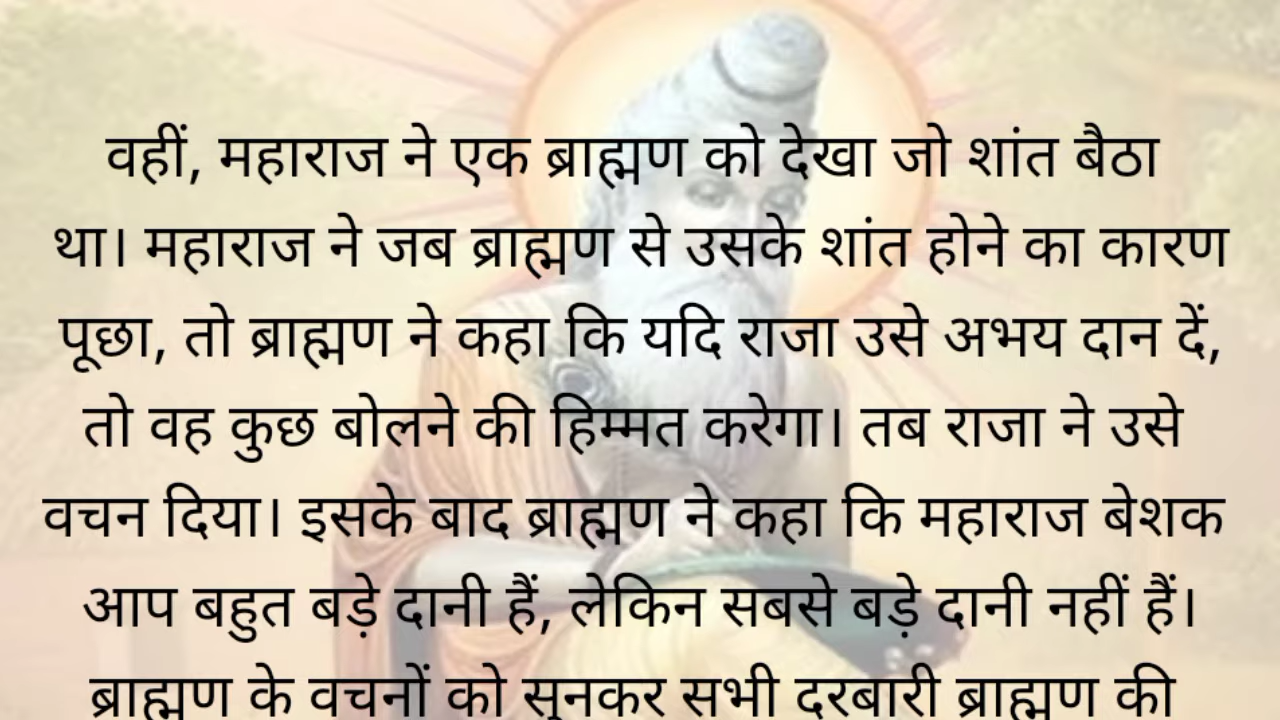 वहीं, महाराज ने एक ब्राह्मण को देखा जो शांत बैठा
था। महाराज ने जब ब्राह्मण से उसके शांत होने का कारण
पूछा, तो ब्राह्मण ने कहा कि यदि राजा उसे अभय दान दें,
तो वह कुछ बोलने की हिम्मत करेगा। तब राजा ने उसे
वचन दिया। इसके बाद ब्राह्मण ने कहा कि महाराज बेशक
आप बहुत बड़े दानी हैं, लेकिन सबसे बड़े दानी नहीं हैं।
ब्राह्मण के वचनों को सुनकर सभी दरबारी ब्राह्मण की